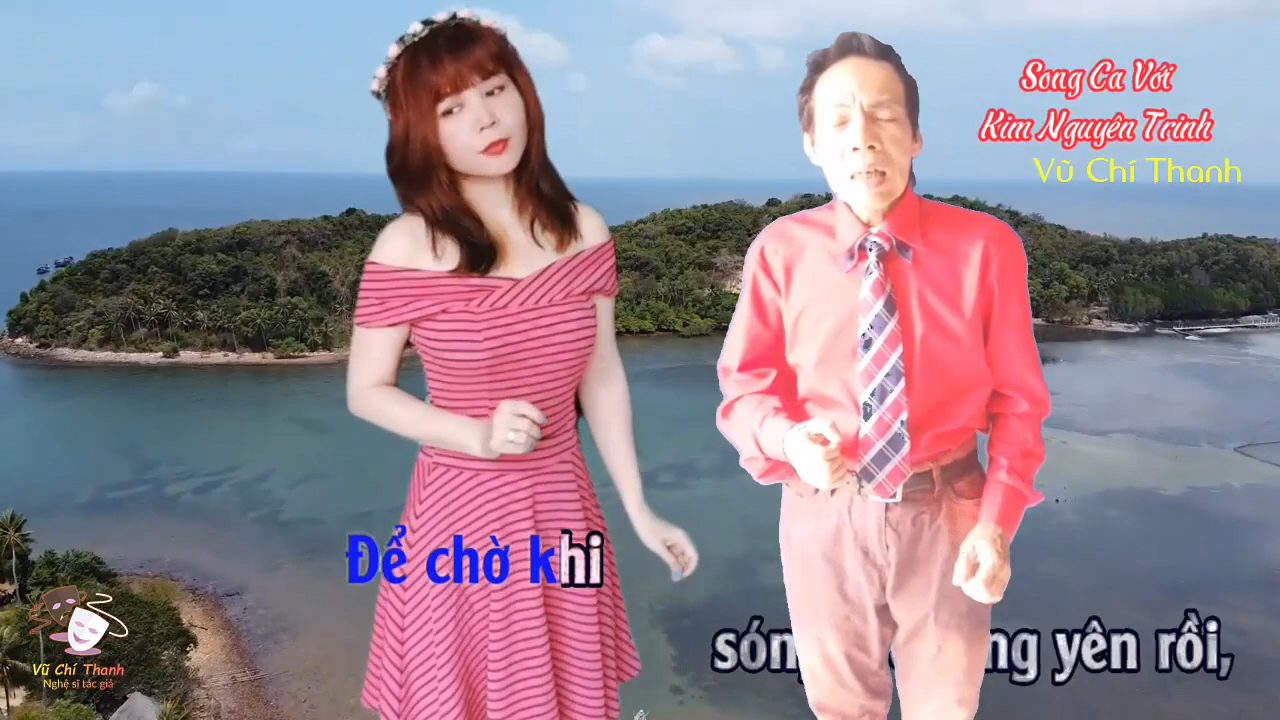 Song Ca Với
Kim Nguyên Trinh
Vũ Chí Thanh
Để chờ khi
yên rồi,
Vũ Chí Thanh
Nghệ sĩ tác giả